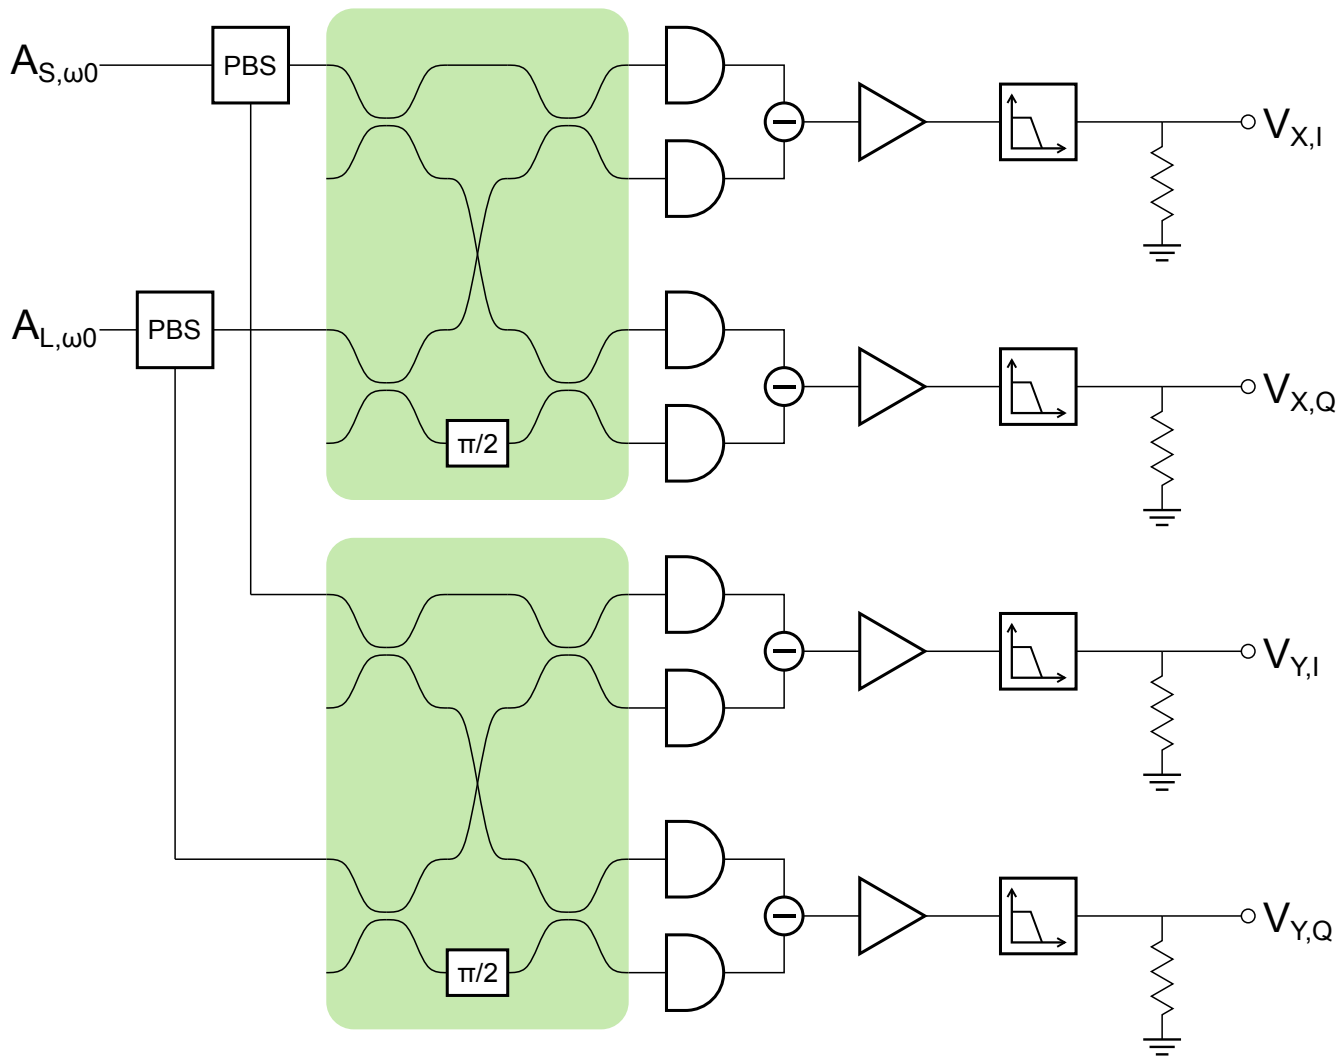 A_S,ω0
PBS
V_X,I
A_L,ω0
PBS
V_X,Q
π/2
V_Y,I
V_Y,Q
π/2